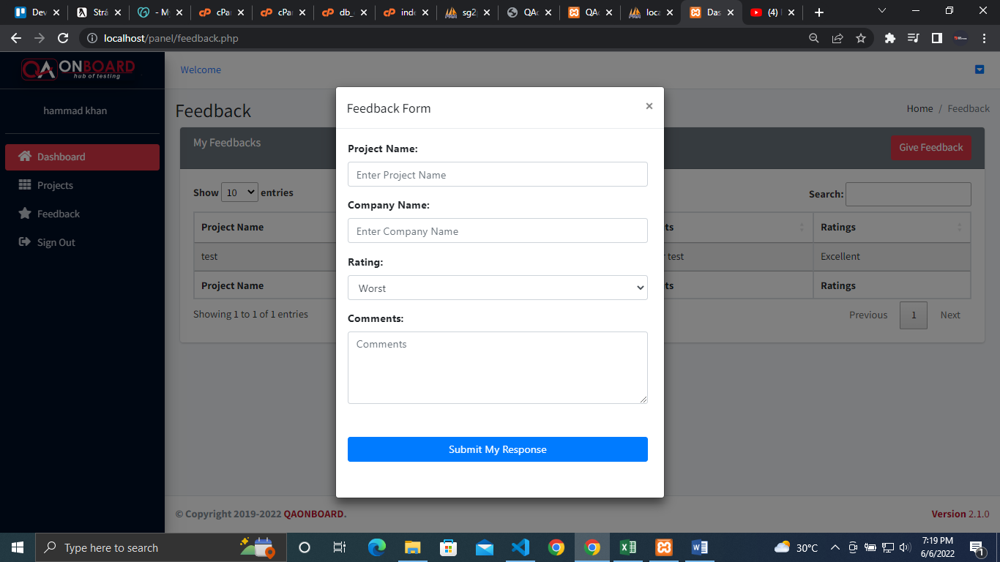 Dev
Strá
- My
cPa
cPa
db_
inde
sg2
QA
QA
loca
Das
(4)
localhost/panel/feedback.php
QA ONBOARD
hub of testing
Welcome
hammad khan
Dashboard
Projects
Feedback
Sign Out
Feedback
Home / Feedback
My Feedbacks
Give Feedback
Show 10 entries
Search:
Project Name
ts
Ratings
test
test
Excellent
Project Name
ts
Ratings
Showing 1 to 1 of 1 entries
Previous 1 Next
Feedback Form
×
Project Name:
Enter Project Name
Company Name:
Enter Company Name
Rating:
Worst
Comments:
Comments
Submit My Response
© Copyright 2019-2022 QAONBOARD.
Version 2.1.0
Type here to search
30°C
7:19 PM
6/6/2022
1